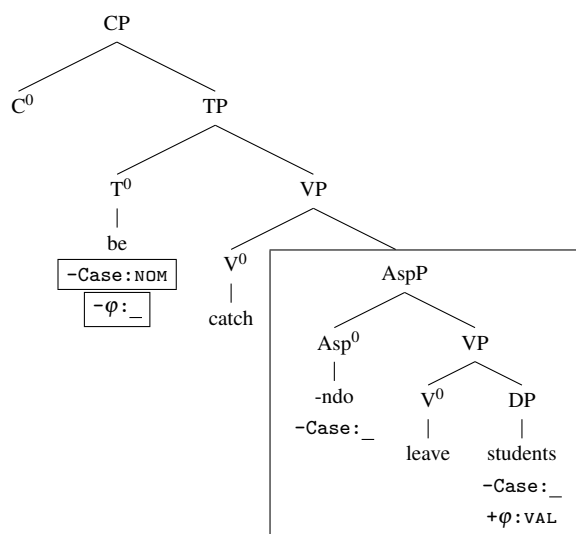 CP
C⁰ TP
T⁰ VP
be
-Case:NOM
-φ:_
V⁰ AspP
catch
Asp⁰ VP
-ndo V⁰ DP
-Case:_ leave students
-Case:_
+φ:VAL